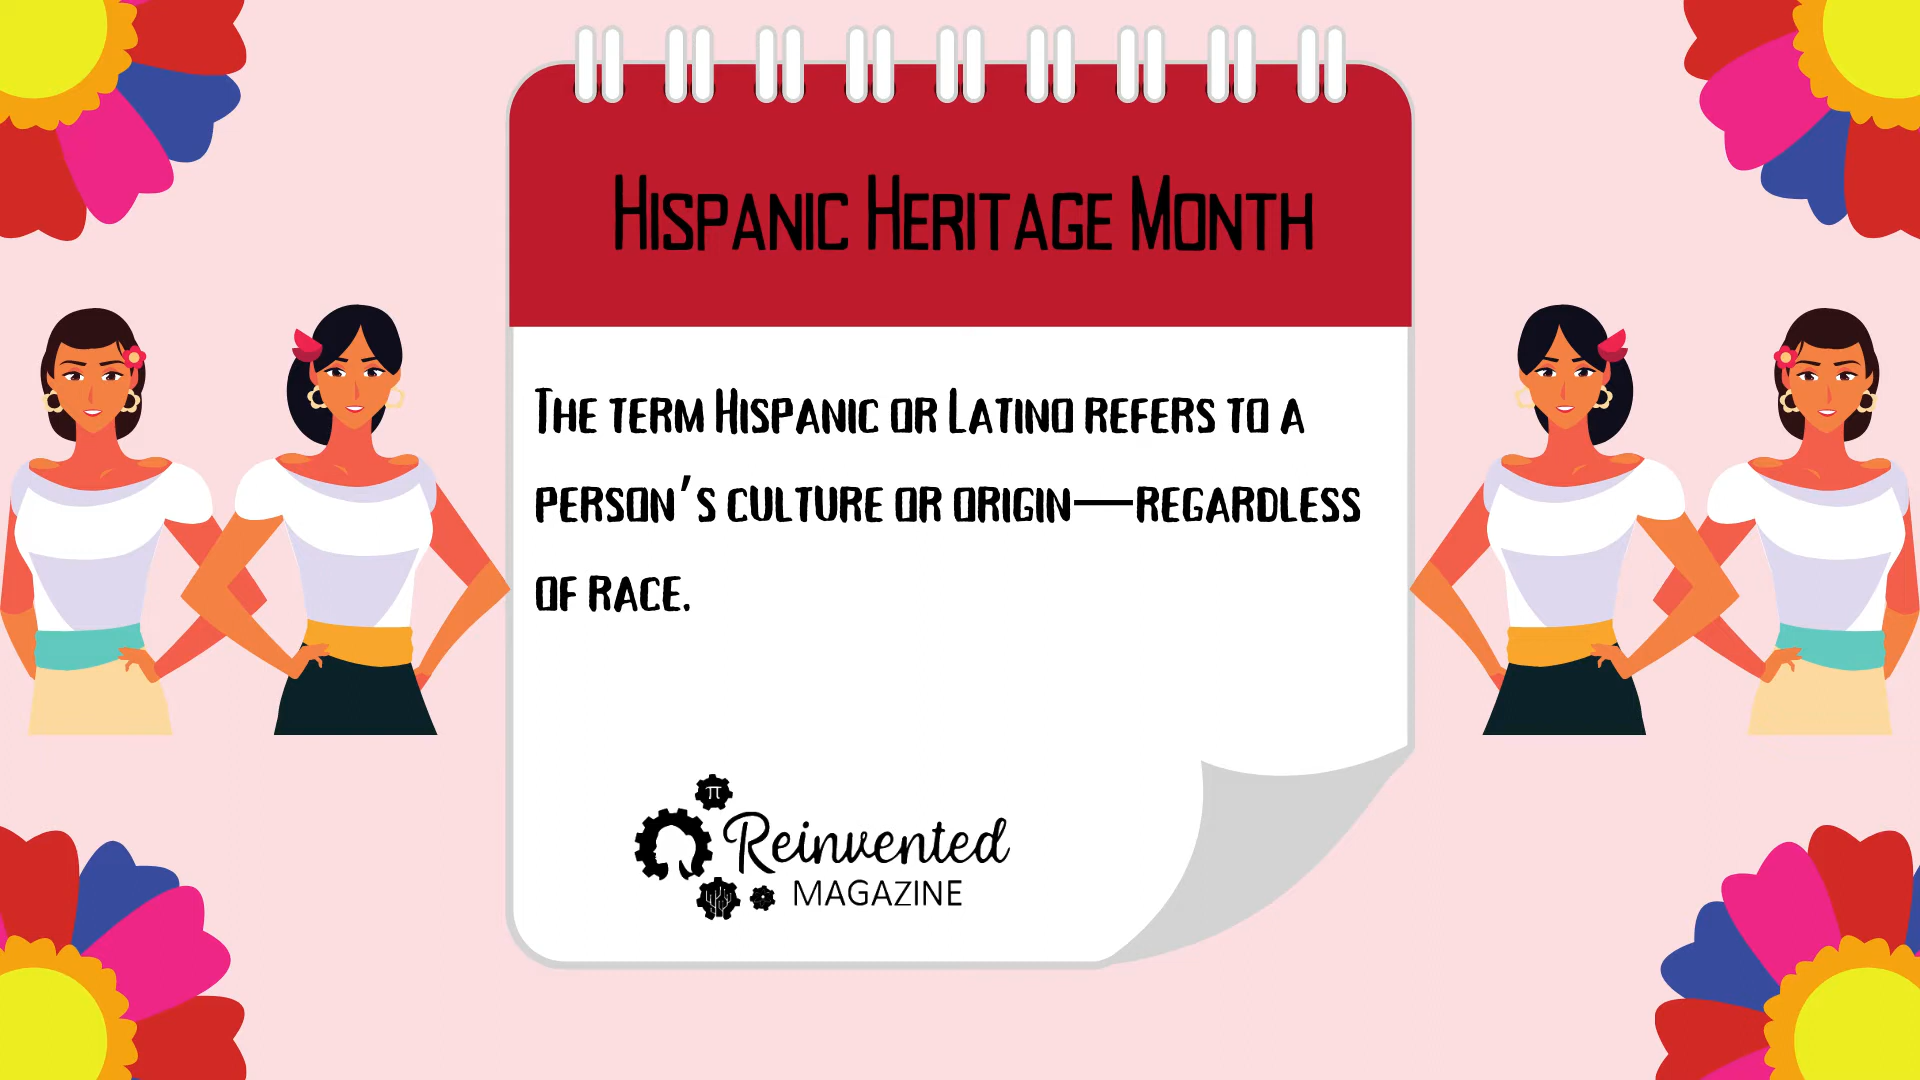 Hispanic Heritage Month
The term Hispanic or Latino refers to a
person's culture or origin—regardless
of race.
π
Reinvented
MAGAZINE